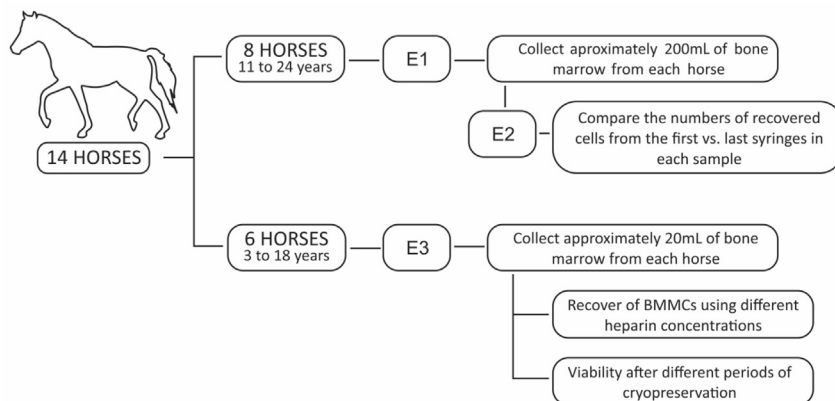 14 HORSES
8 HORSES
11 to 24 years
E1
Collect aproximately 200mL of bone
marrow from each horse
E2
Compare the numbers of recovered
cells from the first vs. last syringes in
each sample
6 HORSES
3 to 18 years
E3
Collect approximately 20mL of bone
marrow from each horse
Recover of BMMCs using different
heparin concentrations
Viability after different periods of
cryopreservation